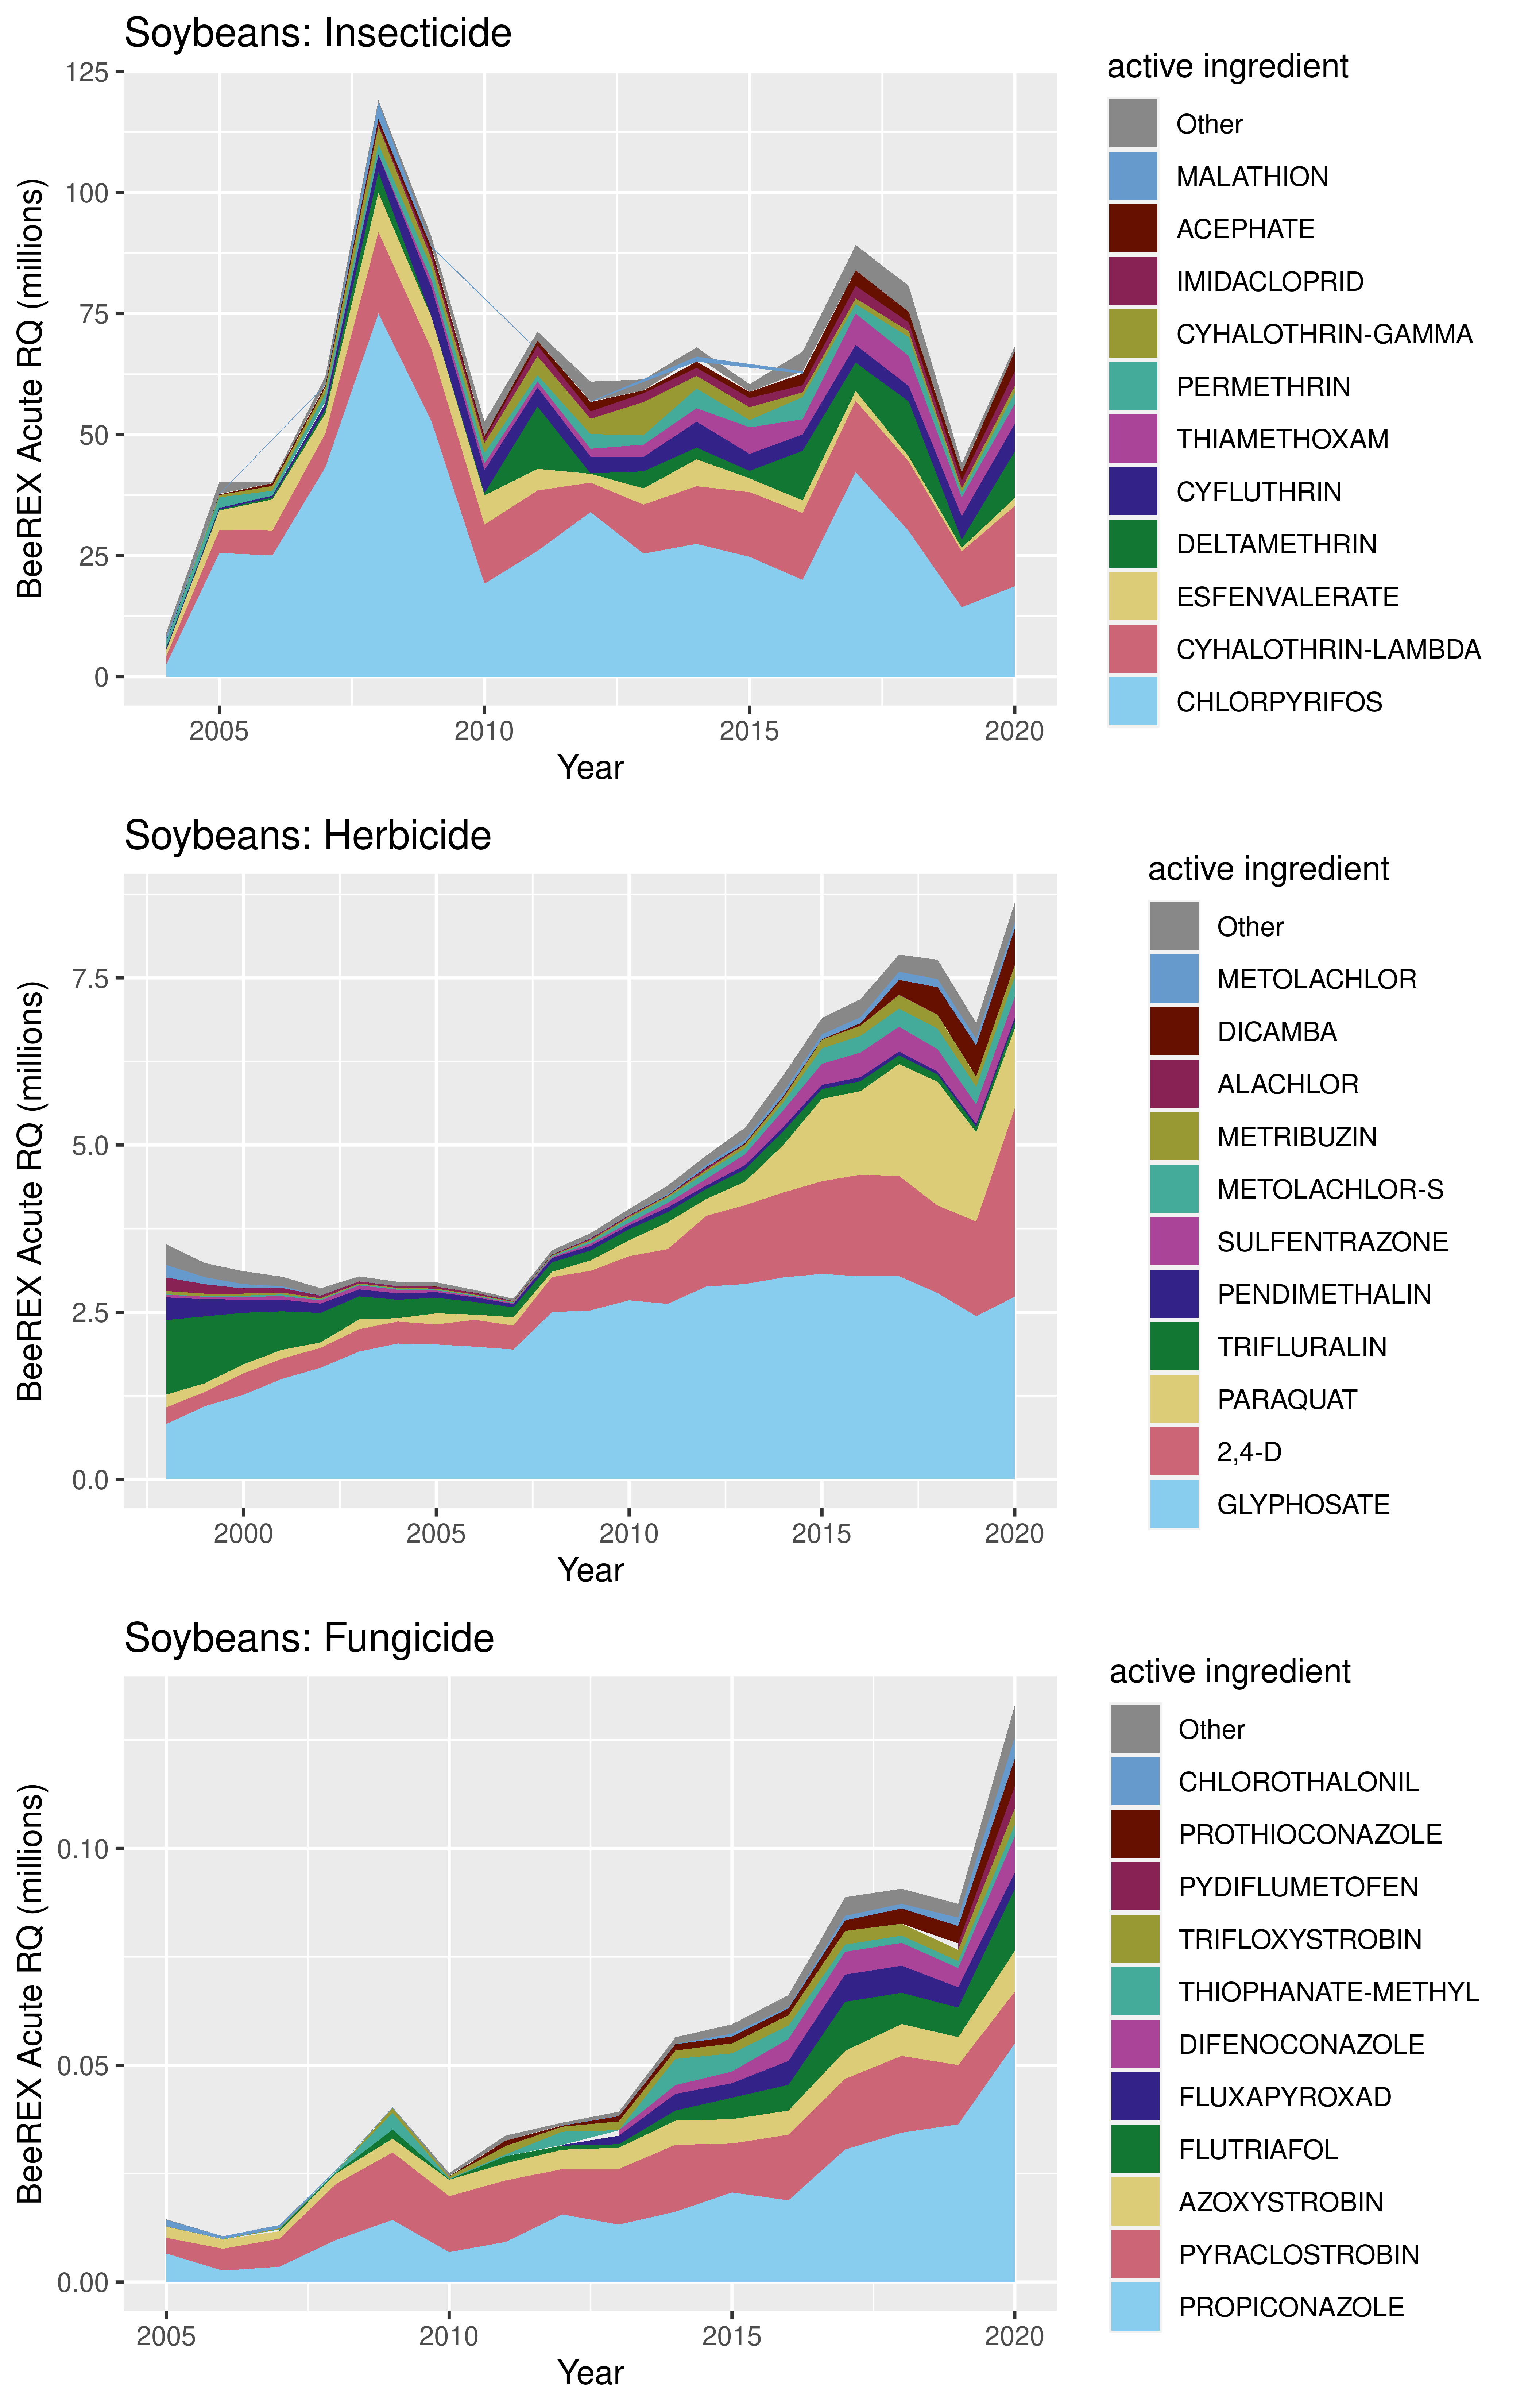 Soybeans: Insecticide
BeeREX Acute RQ (millions)
125
100
75
50
25
0
2005 2010 2015 2020
Year
active ingredient
Other
MALATHION
ACEPHATE
IMIDACLOPRID
CYHALOTHRIN-GAMMA
PERMETHRIN
THIAMETHOXAM
CYFLUTHRIN
DELTAMETHRIN
ESFENVALERATE
CYHALOTHRIN-LAMBDA
CHLORPYRIFOS
Soybeans: Herbicide
BeeREX Acute RQ (millions)
7.5
5.0
2.5
0.0
2000 2005 2010 2015 2020
Year
active ingredient
Other
METOLACHLOR
DICAMBA
ALACHLOR
METRIBUZIN
METOLACHLOR-S
SULFENTRAZONE
PENDIMETHALIN
TRIFLURALIN
PARAQUAT
2,4-D
GLYPHOSATE
Soybeans: Fungicide
BeeREX Acute RQ (millions)
0.10
0.05
0.00
2005 2010 2015 2020
Year
active ingredient
Other
CHLOROTHALONIL
PROTHIOCONAZOLE
PYDIFLUMETOFEN
TRIFLOXYSTROBIN
THIOPHANATE-METHYL
DIFENOCONAZOLE
FLUXAPYROXAD
FLUTRIAFOL
AZOXYSTROBIN
PYRACLOSTROBIN
PROPICONAZOLE